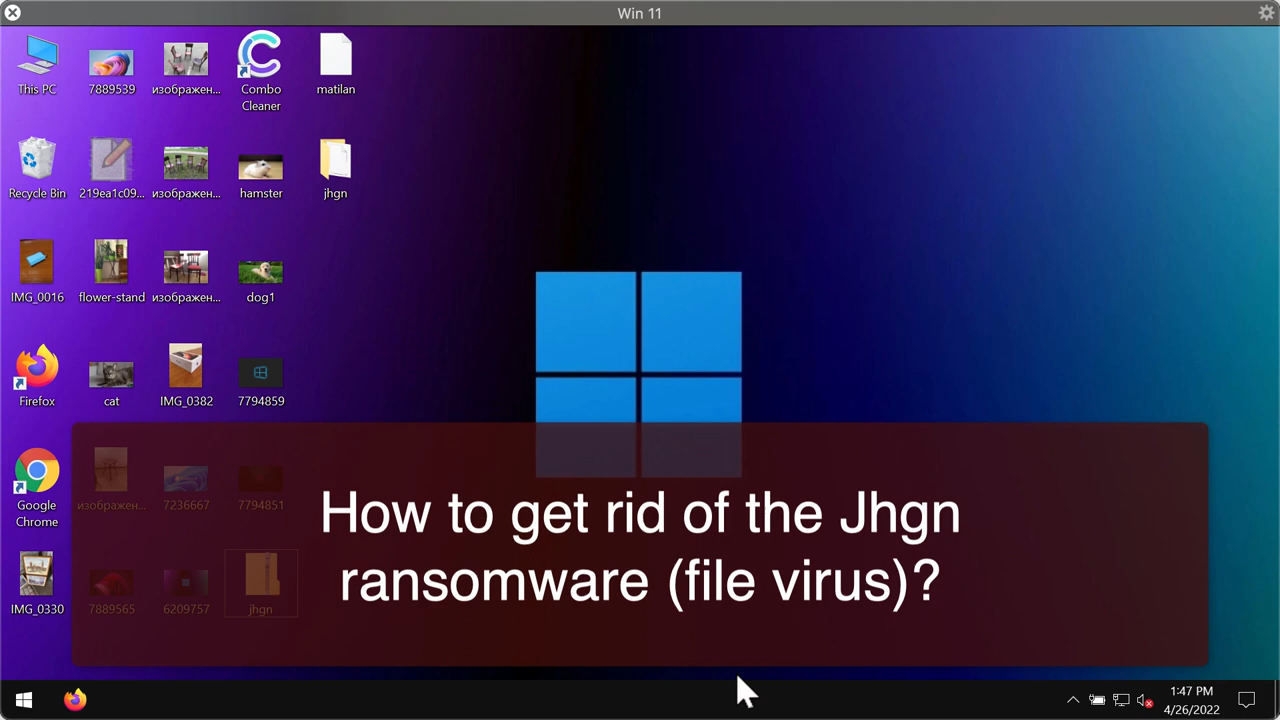 Win 11
This PC
7889539
изображен...
Combo
Cleaner
matilan
Recycle Bin
219ea1c09...
изображен...
hamster
jhgn
IMG_0016
flower-stand
изображен...
dog1
Firefox
cat
IMG_0382
7794859
Google
Chrome
изображен...
7236667
7794851
How to get rid of the Jhgn
ransomware (file virus)?
IMG_0330
7889565
6209757
jhgn
1:47 PM
4/26/2022